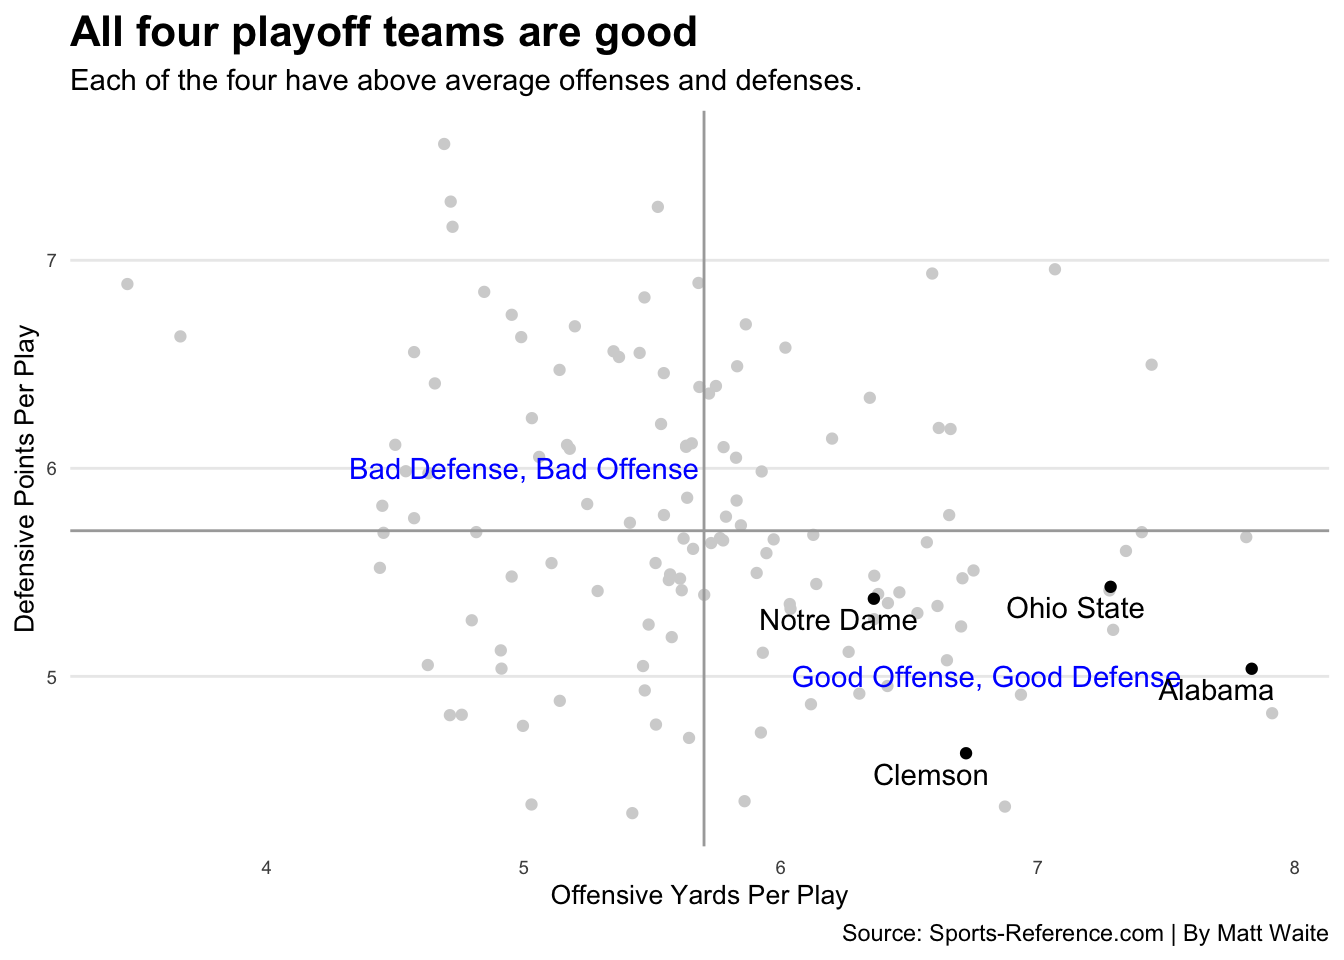 All four playoff teams are good
Each of the four have above average offenses and defenses.
Defensive Points Per Play
7
6
5
Bad Defense, Bad Offense
Notre Dame
Ohio State
Good Offense, Good Defense
Alabama
Clemson
4 5 6 7 8
Offensive Yards Per Play
Source: Sports-Reference.com | By Matt Waite